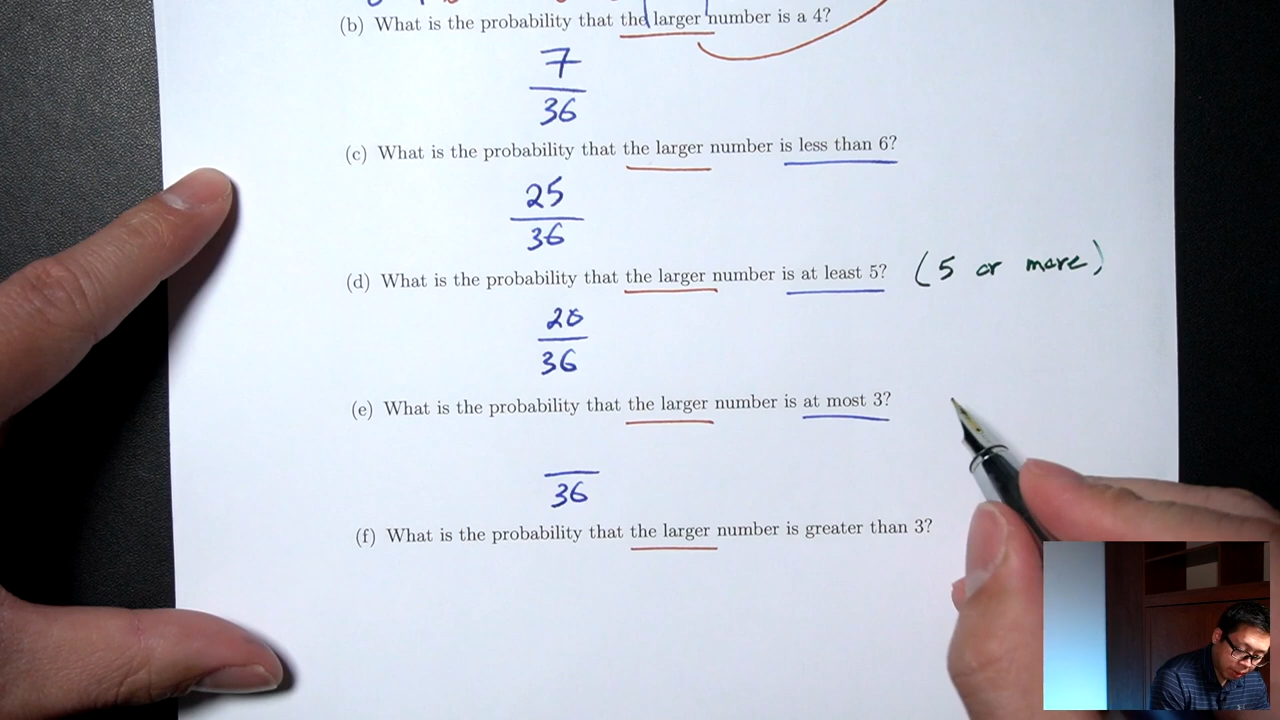 (b) What is the probability that the larger number is a 4?
7
36
(c) What is the probability that the larger number is less than 6?
25
36
(d) What is the probability that the larger number is at least 5? (5 or more)
20
36
(e) What is the probability that the larger number is at most 3?
36
(f) What is the probability that the larger number is greater than 3?